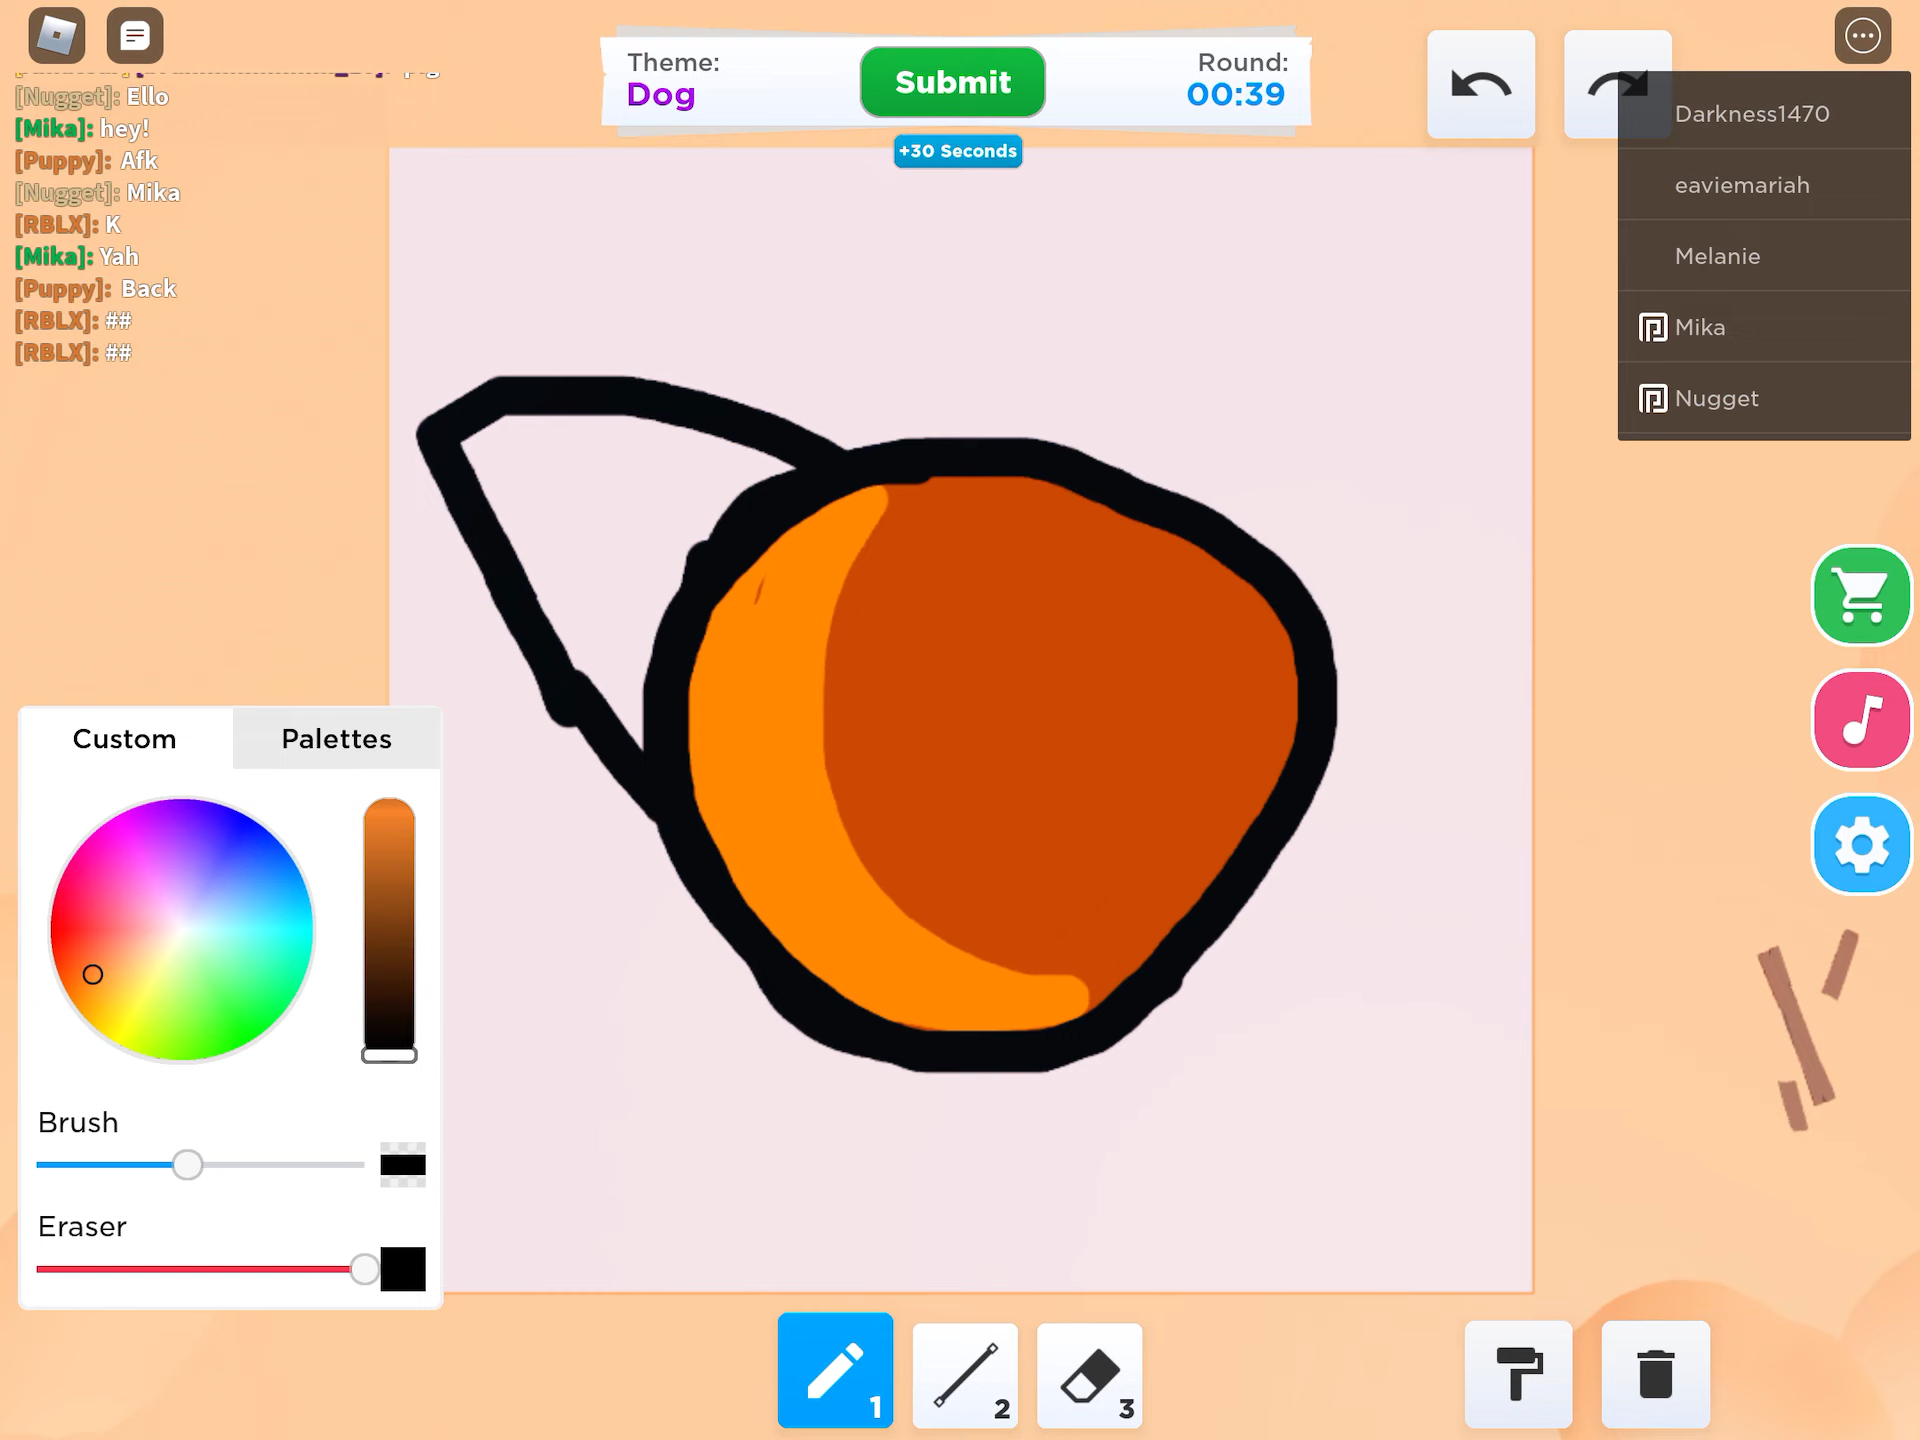 [Nugget]: Ello
[Mika]: hey!
[Puppy]: Afk
[Nugget]: Mika
[RBLX]: K
[Mika]: Yah
[Puppy]: Back
[RBLX]: ##
[RBLX]: ##
Theme:
Dog
Submit
Round:
00:39
+30 Seconds
Darkness1470
eaviemariah
Melanie
Mika
Nugget
Custom
Palettes
Brush
Eraser
1
2
3